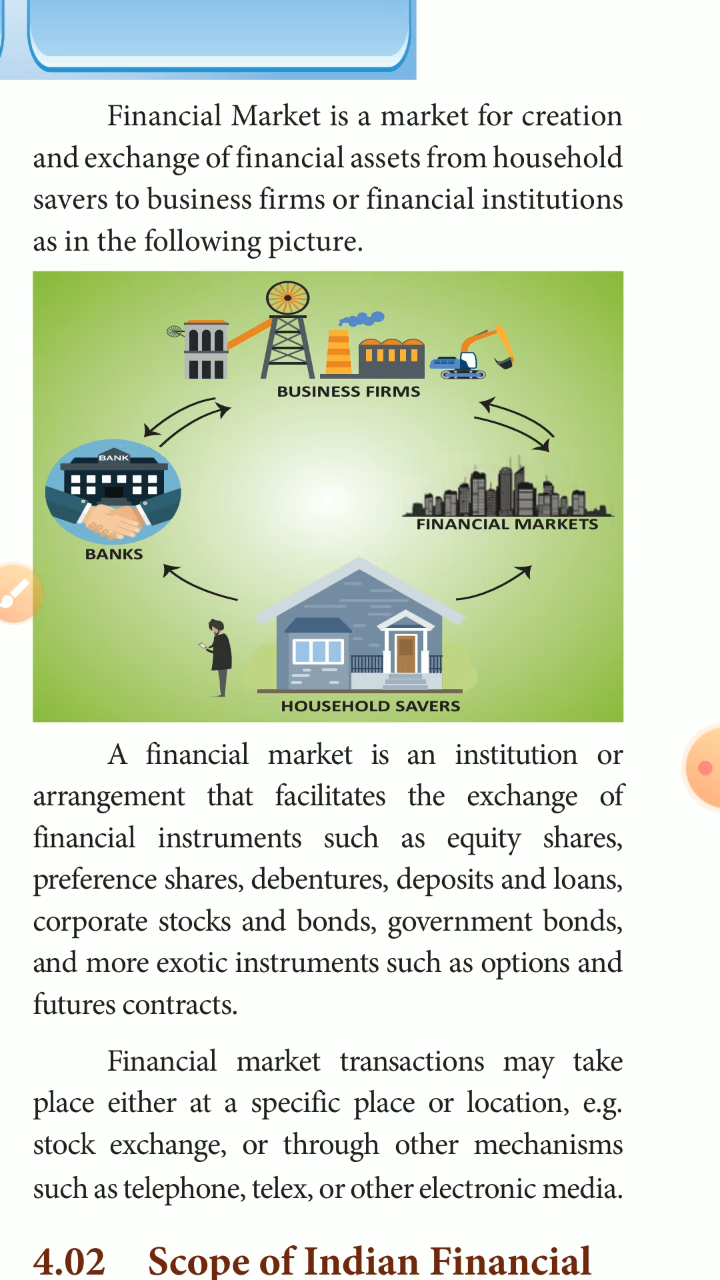 Financial Market is a market for creation
and exchange of financial assets from household
savers to business firms or financial institutions
as in the following picture.
BUSINESS FIRMS
BANK
BANKS
FINANCIAL MARKETS
HOUSEHOLD SAVERS
A financial market is an institution or
arrangement that facilitates the exchange of
financial instruments such as equity shares,
preference shares, debentures, deposits and loans,
corporate stocks and bonds, government bonds,
and more exotic instruments such as options and
futures contracts.
Financial market transactions may take
place either at a specific place or location, e.g.
stock exchange, or through other mechanisms
such as telephone, telex, or other electronic media.
4.02 Scope of Indian Financial